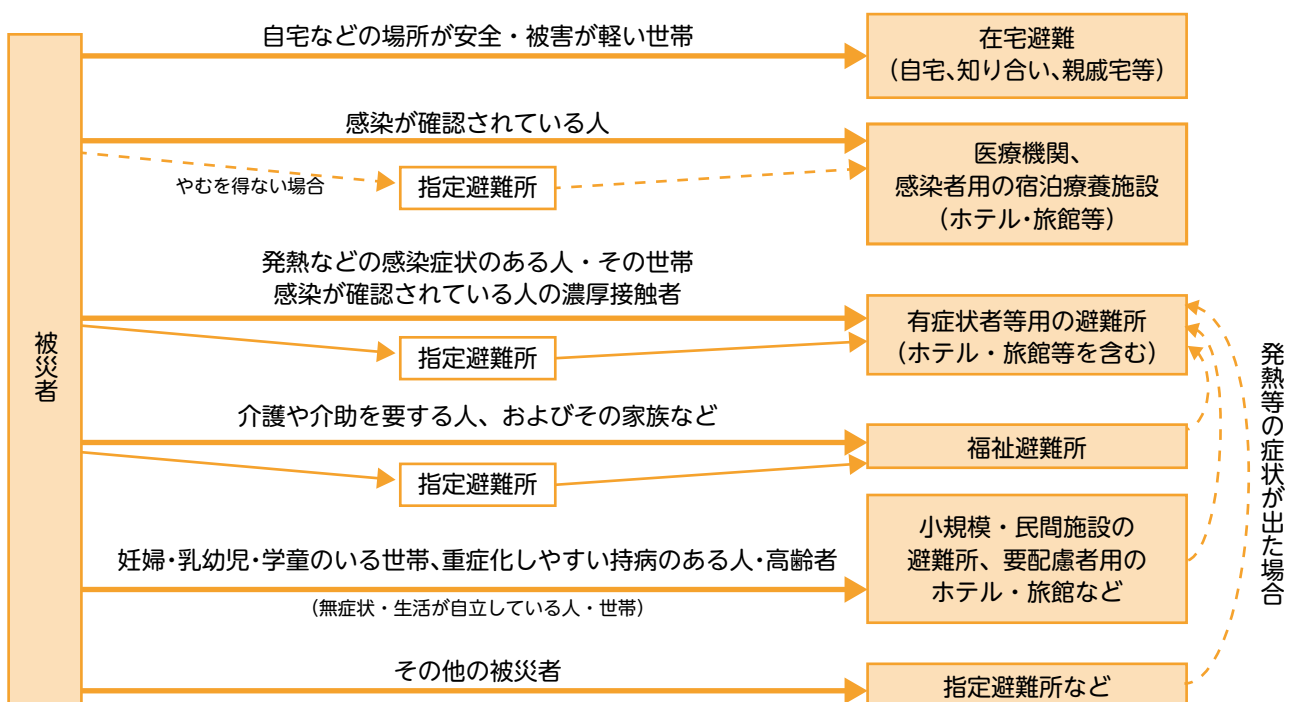 被災者
自宅などの場所が安全・被害が軽い世帯
在宅避難
（自宅、知り合い、親戚宅等）
感染が確認されている人
やむを得ない場合
指定避難所
医療機関、
感染者用の宿泊療養施設
（ホテル・旅館等）
発熱などの感染症状のある人・その世帯
感染が確認されている人の濃厚接触者
指定避難所
有症状者等用の避難所
（ホテル・旅館等を含む）
介護や介助を要する人、およびその家族など
指定避難所
福祉避難所
妊婦・乳幼児・学童のいる世帯、重症化しやすい持病のある人・高齢者
（無症状・生活が自立している人・世帯）
小規模・民間施設の
避難所、要配慮者用の
ホテル・旅館など
その他の被災者
指定避難所など
発熱等の症状が出た場合